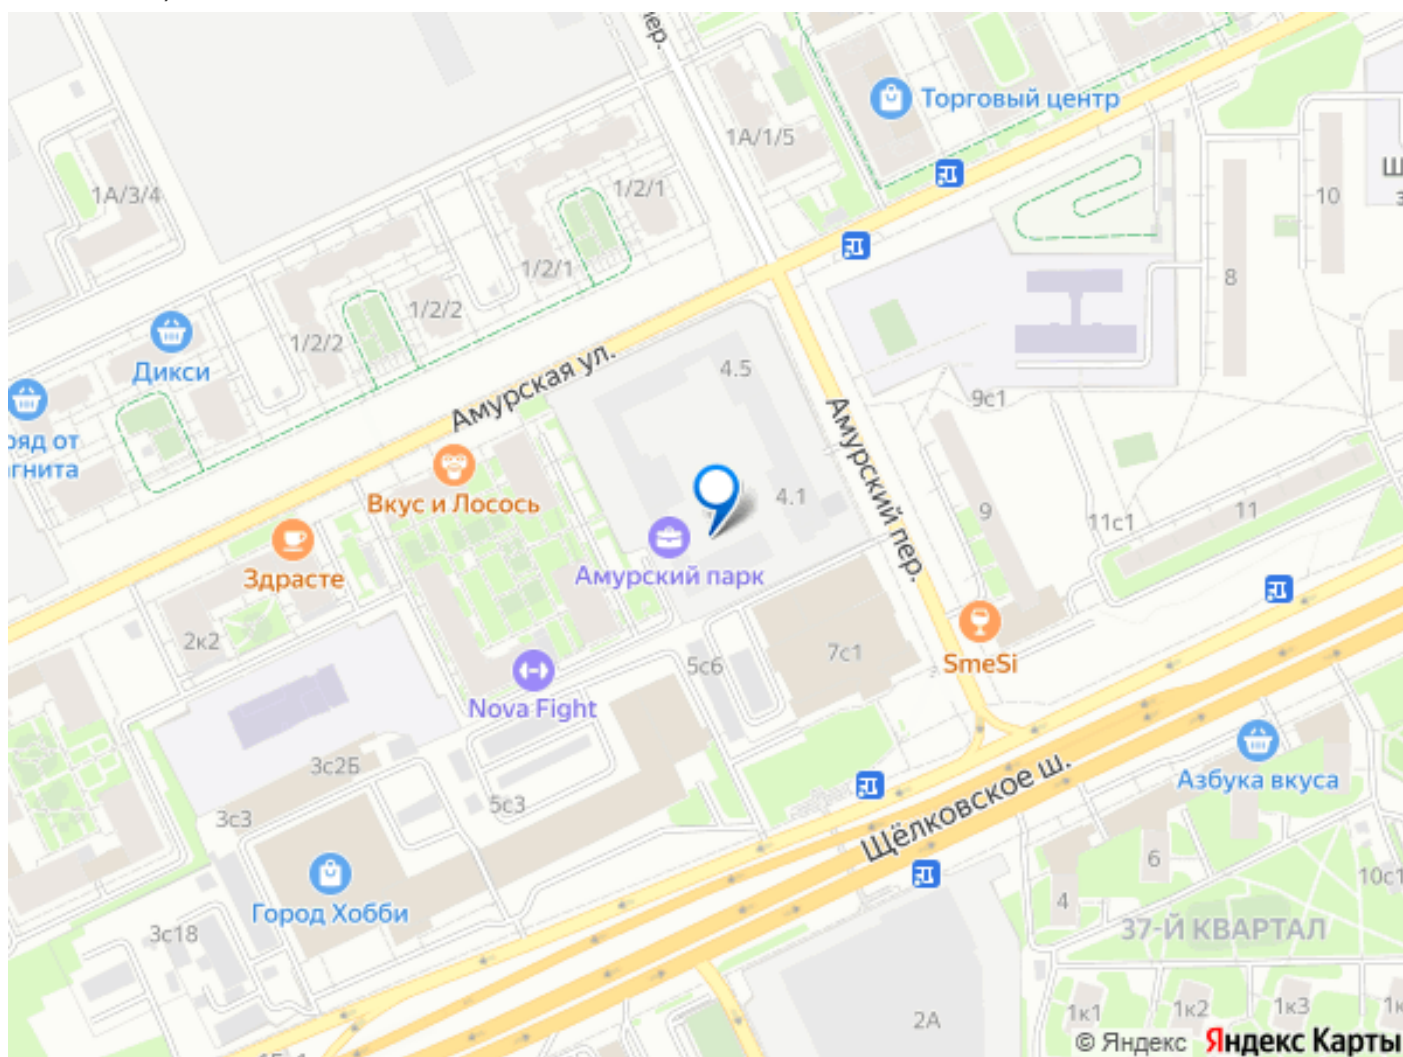 пер.
Торговый центр
1А/1/5
1А/3/4
1/2/1
10
1/2/1
8
1/2/2
1/2/2
Дикси
4.5
Амурская ул.
9с1
Амурский пер.
Вкус и Лосось
4.1
9
11с1
11
Здрасте
Амурский парк
2к2
5с6
7с1
SmeSi
Nova Fight
3с2Б
5с3
3с3
Щёлковское ш.
Азбука вкуса
6
4
10с1
Город Хобби
3с18
37-Й КВАРТАЛ
2А
1к1
1к2
1к3
© Яндекс Яндекс Карты